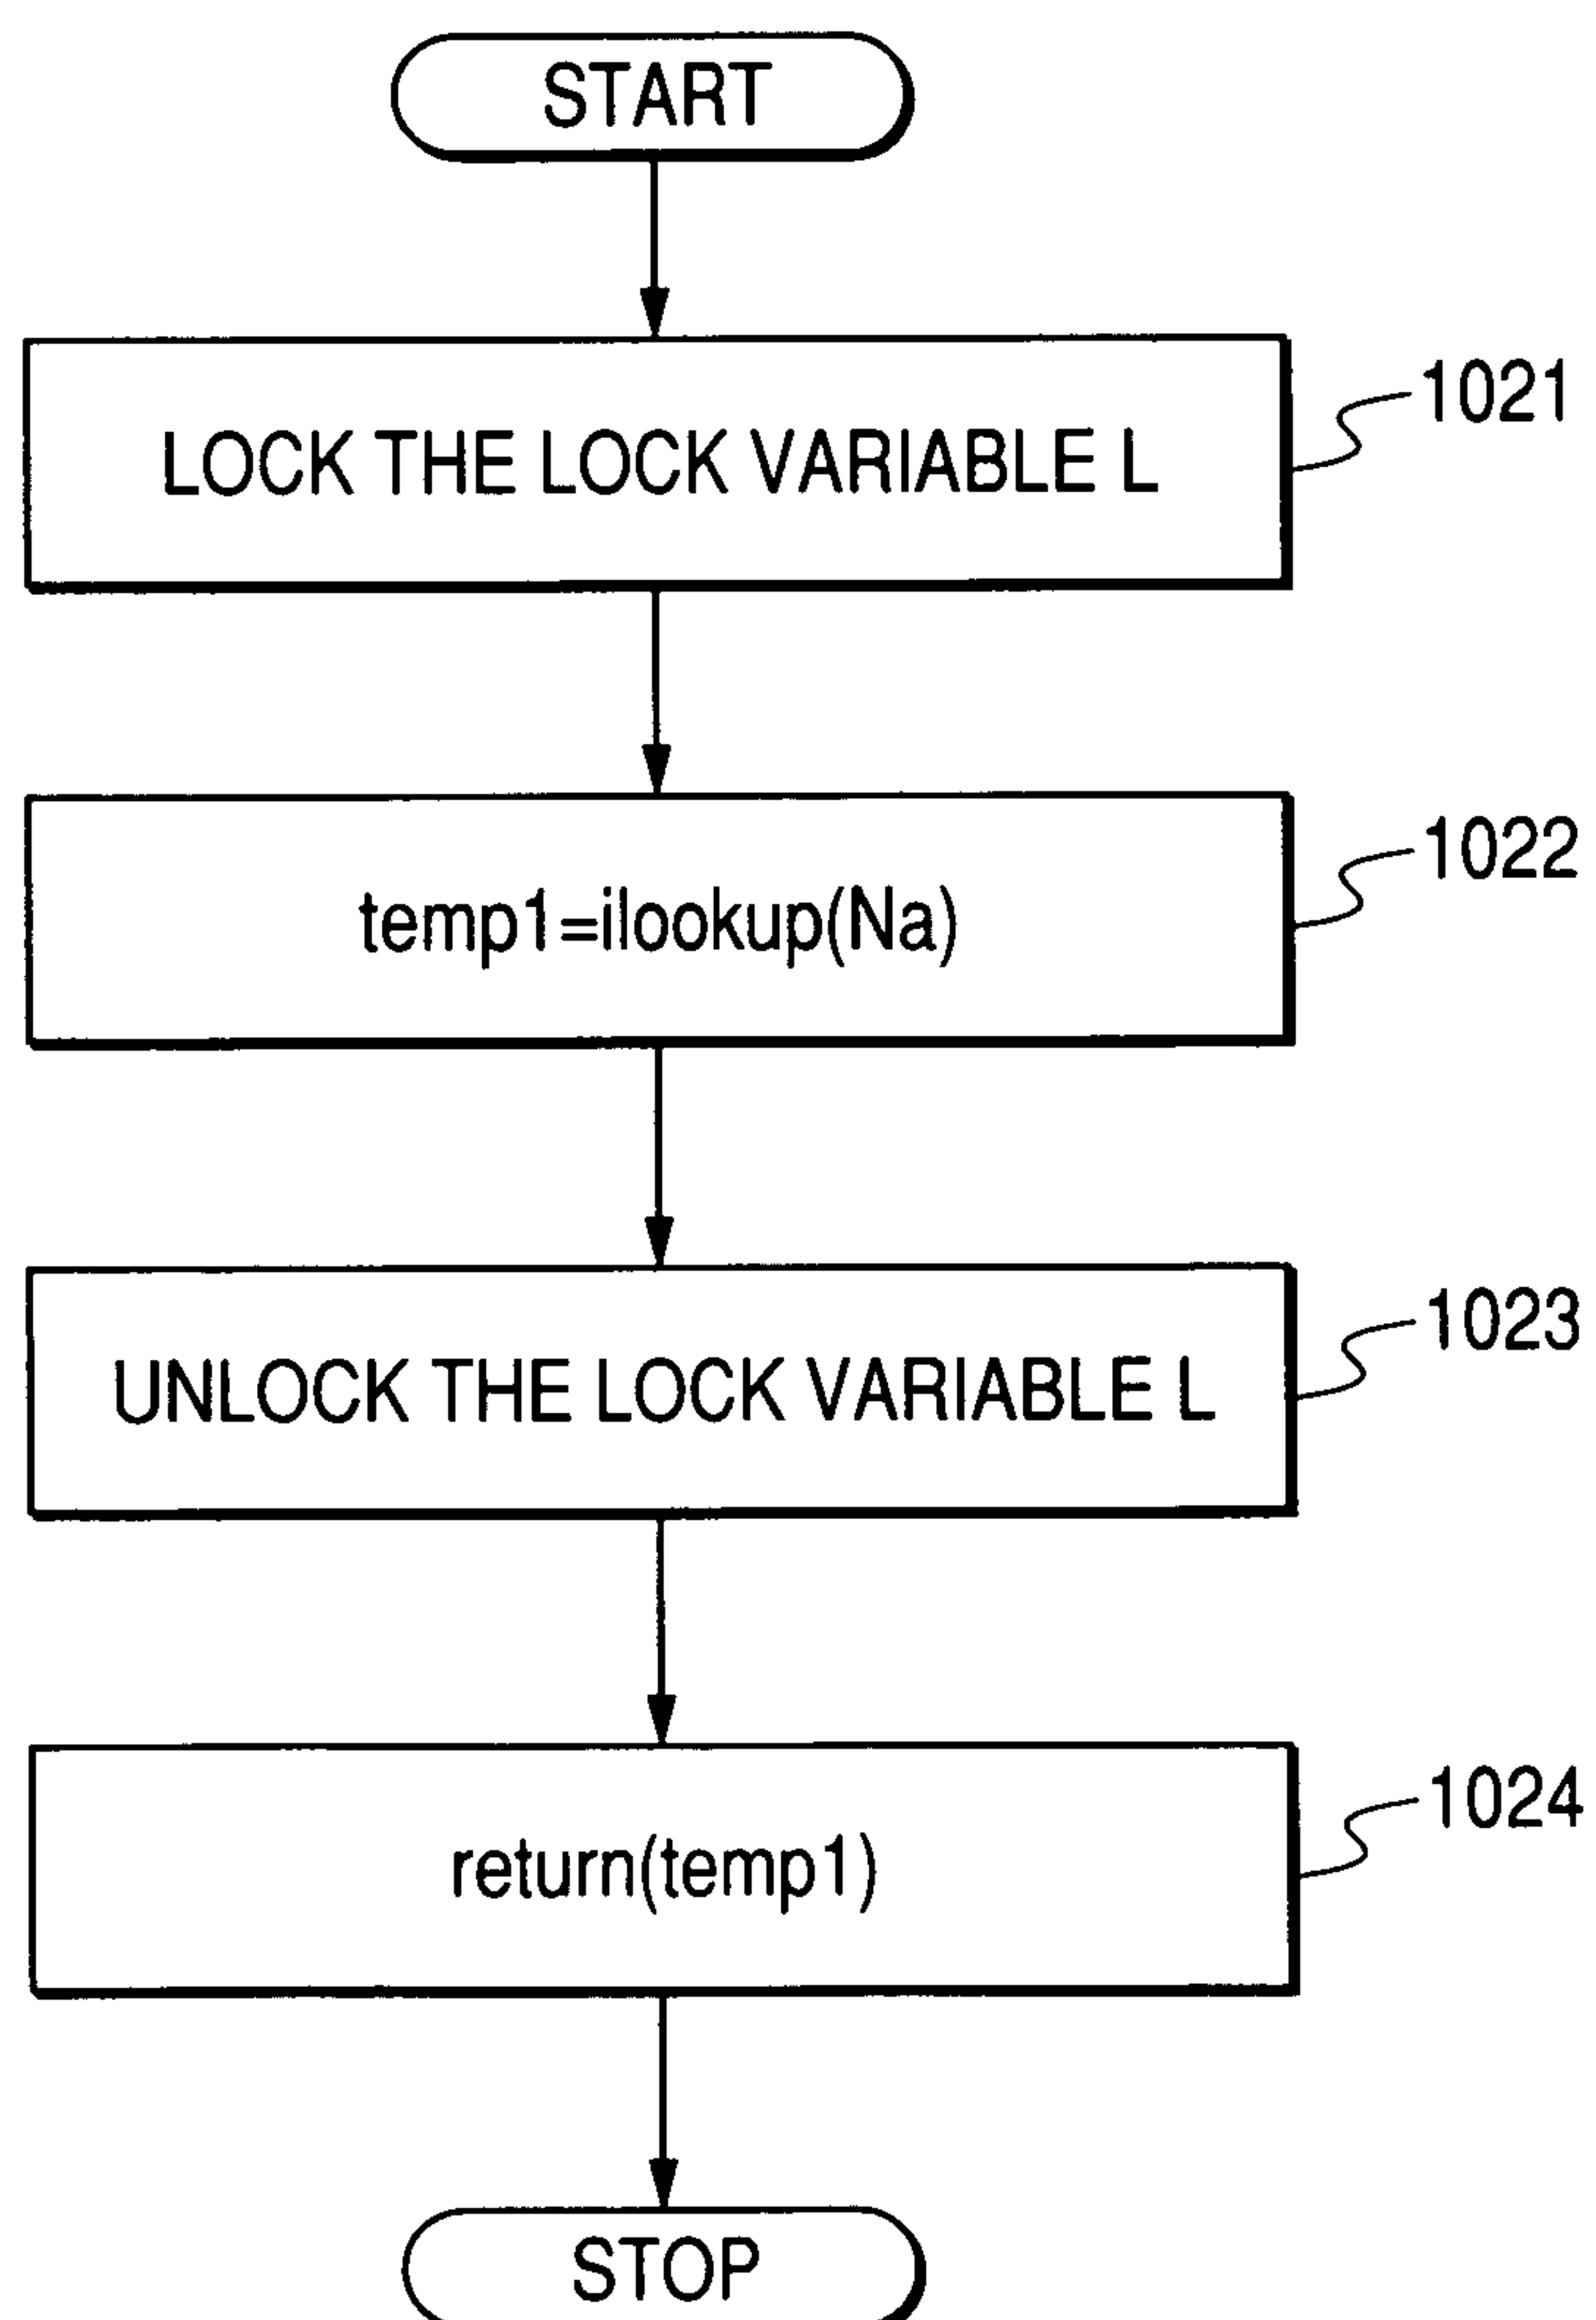 START
LOCK THE LOCK VARIABLE L
1021
temp1=ilookup(Na)
1022
UNLOCK THE LOCK VARIABLE L
1023
return(temp1)
1024
STOP